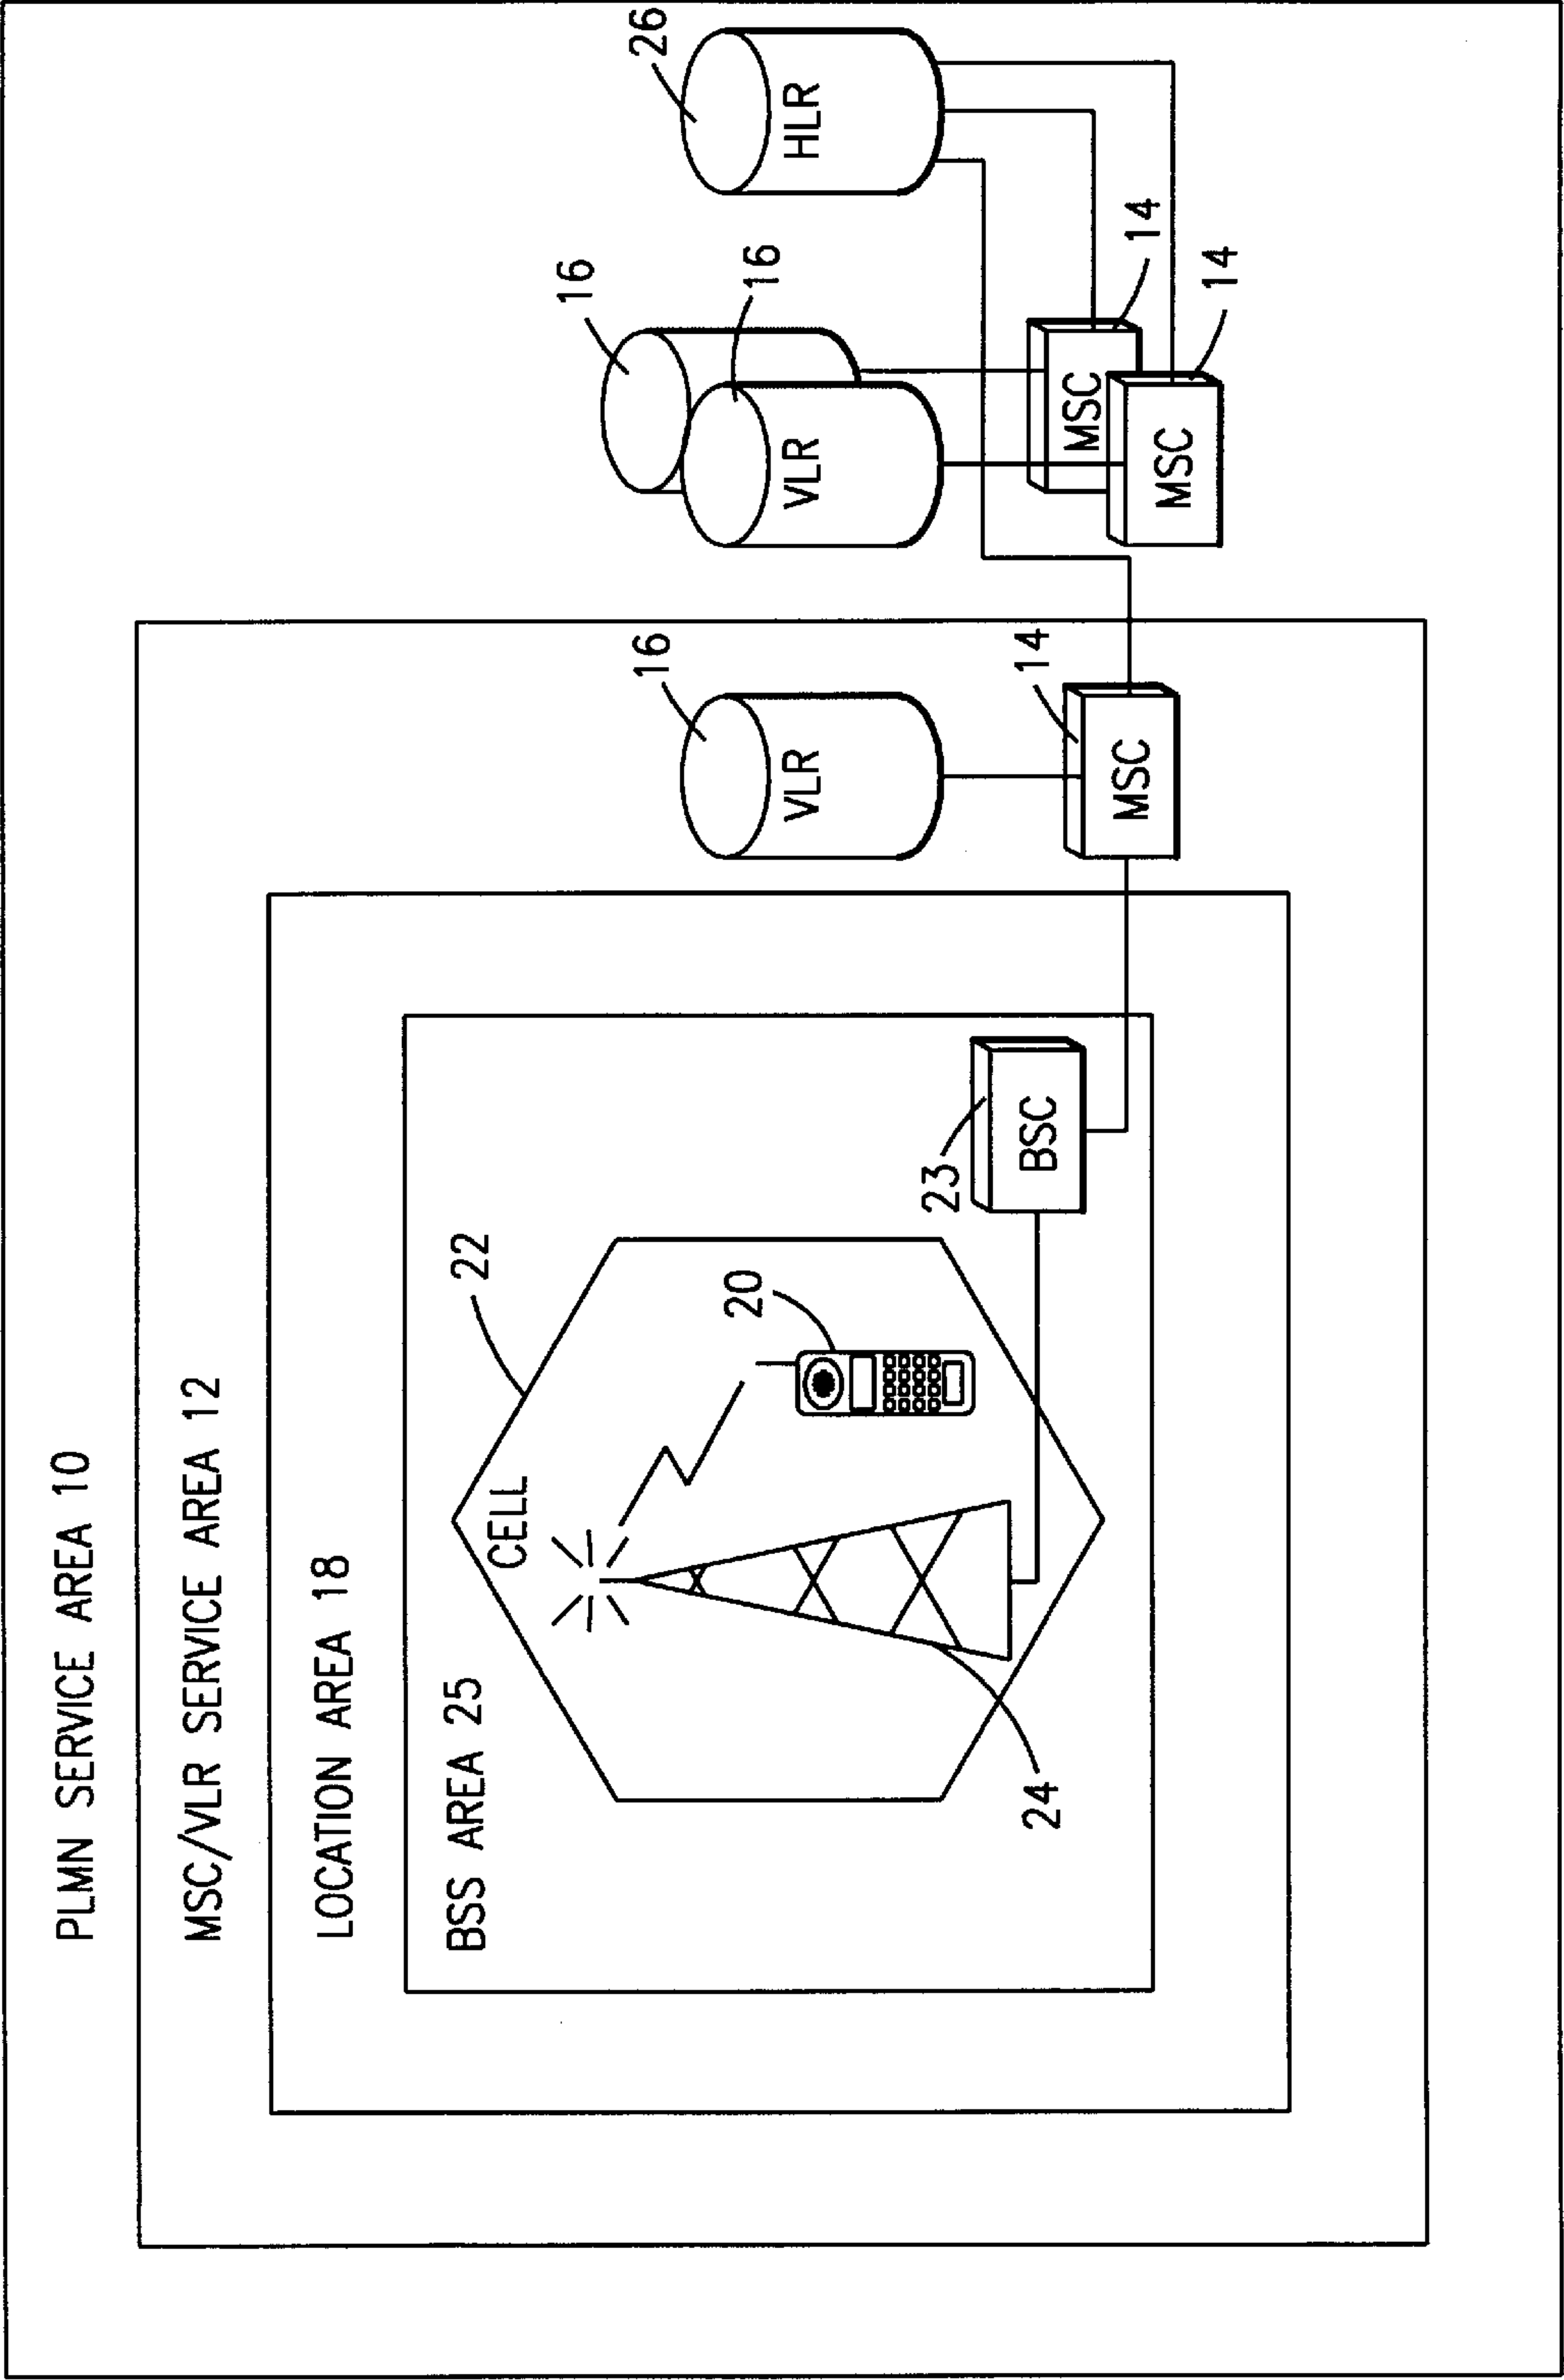 PLMN SERVICE AREA 10
MSC/VLR SERVICE AREA 12
LOCATION AREA 18
BSS AREA 25
CELL
22
20
24
23
BSC
16
VLR
14
MSC
16
16
VLR
MSC
14
MSC
14
26
HLR